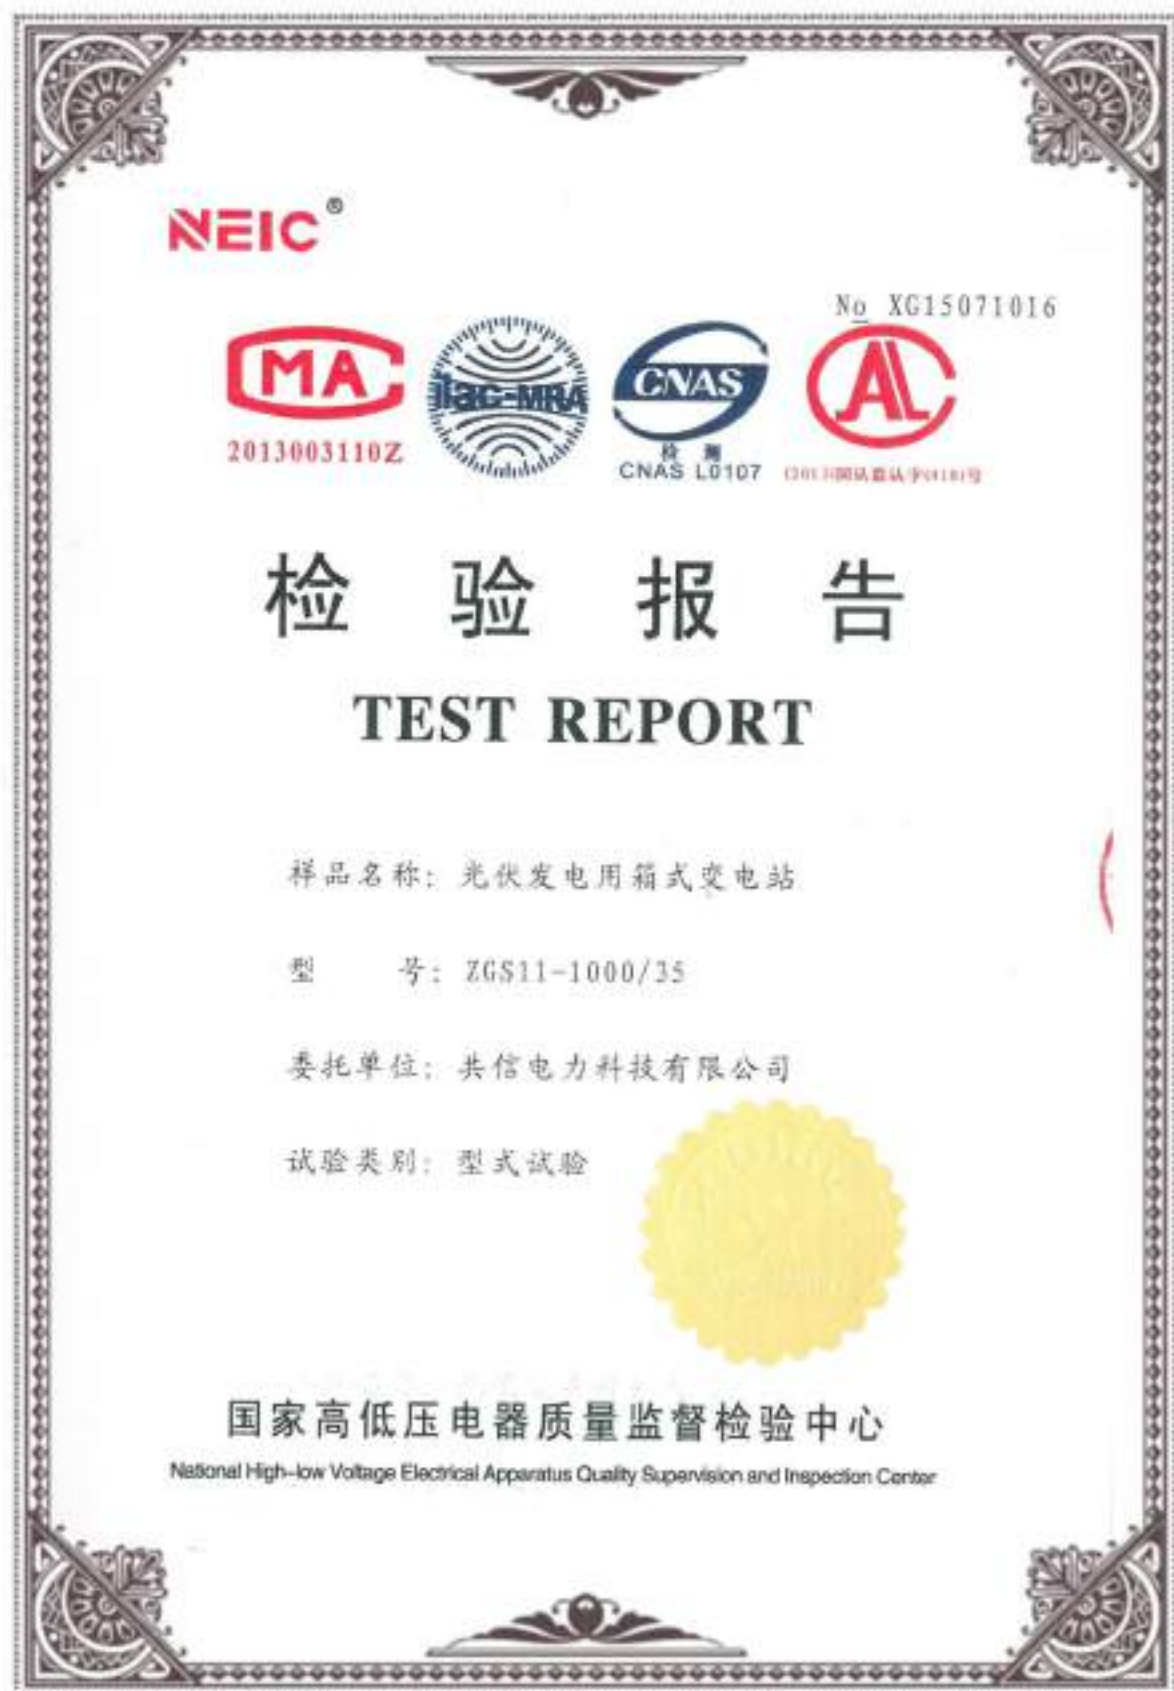 NEIC®
No XG15071016
MA
ilac-MRA
CNAS
AL
2013003110Z
检 测
CNAS L0107
检 验 报 告
TEST REPORT
样品名称: 光伏发电用箱式变电站
型 号: ZGS11-1000/35
委托单位: 共信电力科技有限公司
试验类别: 型式试验
国家高低压电器质量监督检验中心
National High-low Voltage Electrical Apparatus Quality Supervision and Inspection Center